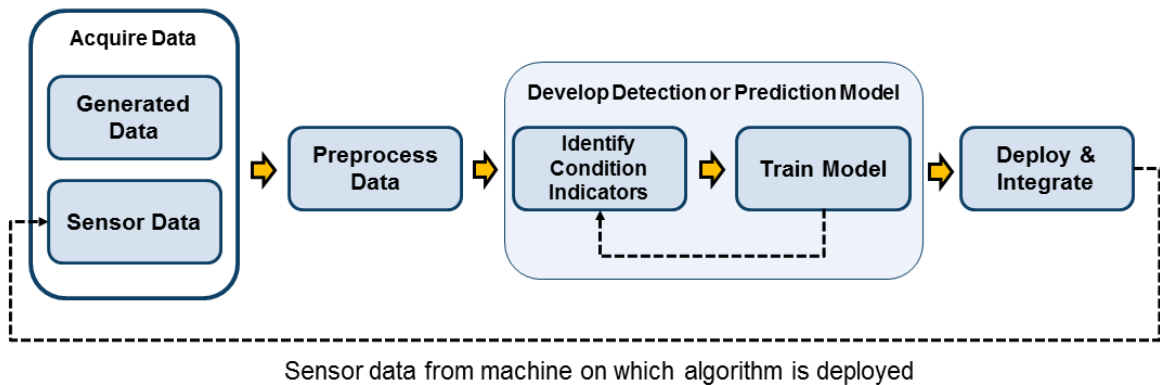 Acquire Data
Generated
Data
Sensor Data
Preprocess
Data
Develop Detection or Prediction Model
Identify
Condition
Indicators
Train Model
Deploy &
Integrate
Sensor data from machine on which algorithm is deployed